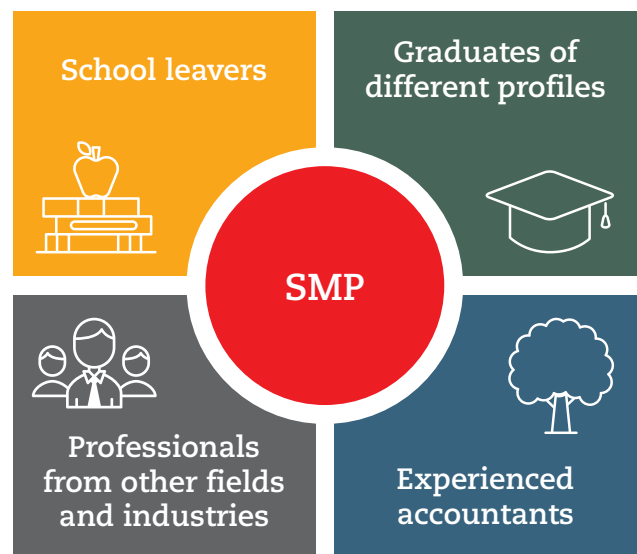 School leavers
Graduates of
different profiles
SMP
Professionals
from other fields
and industries
Experienced
accountants